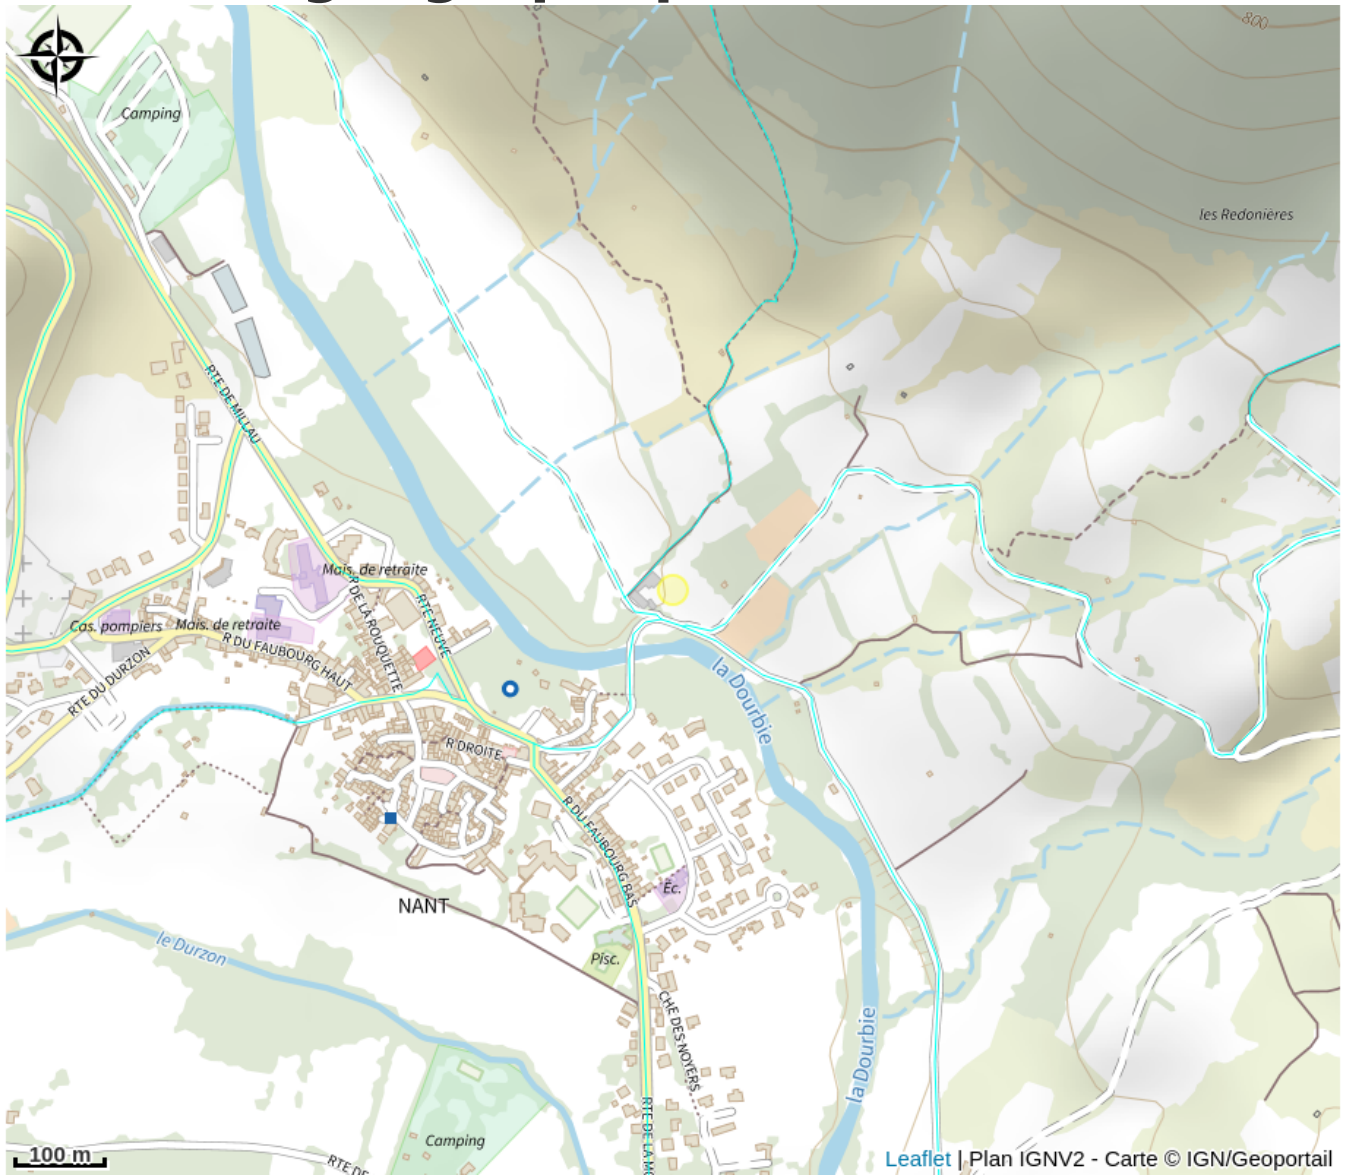 800
Camping
les Redonières
RTE DE MILLAU
Mais. de retraite
R DE LA ROUQUETTE
RTE NEUVE
Cas. pompiers
Mais. de retraite
R DU FAUBOURG HAUT
RTE DU DURZON
la Dourbie
R DROITE
R DU FAUBOURG BAS
Éc.
NANT
le Durzon
Pisc.
CHE DES NOYERS
la Dourbie
Camping
RTE DE
RTE DE LA M
100 m
Leaflet | Plan IGNV2 - Carte © IGN/Geoportail